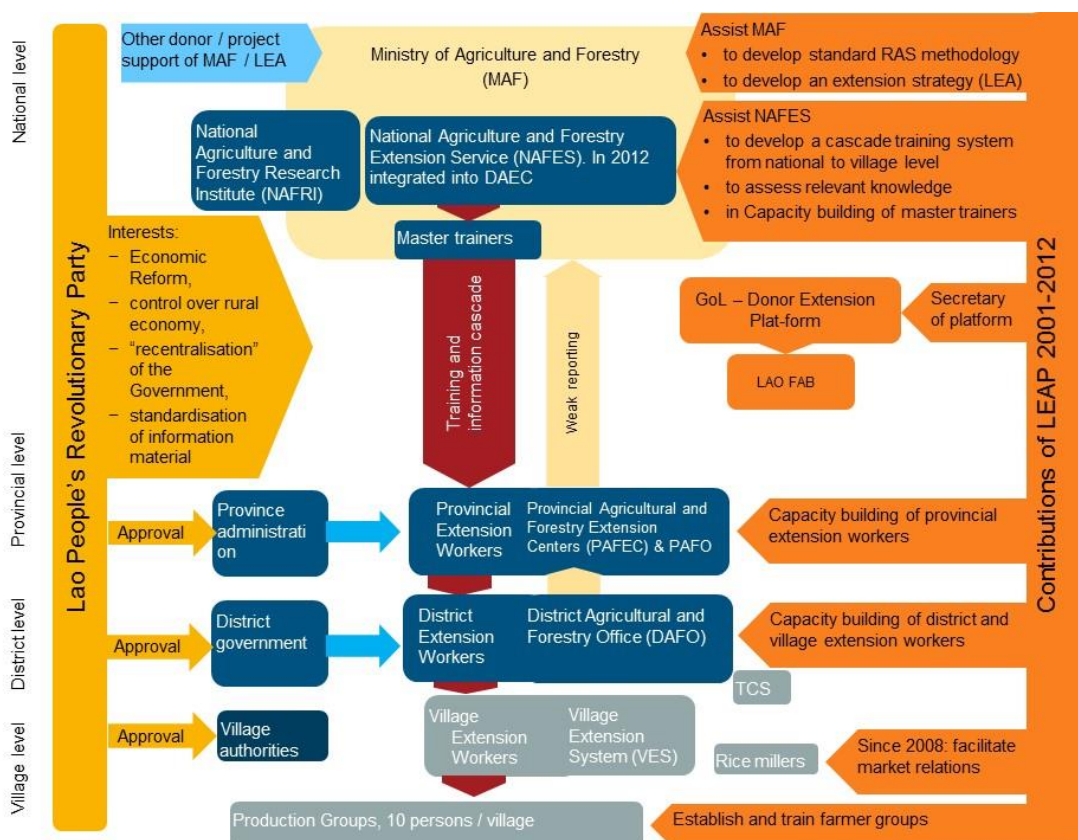 National level
Provincial level
District level
Village level
Lao People's Revolutionary Party
Other donor / project
support of MAF / LEA
Ministry of Agriculture and Forestry
(MAF)
Assist MAF
• to develop standard RAS methodology
• to develop an extension strategy (LEA)
National
Agriculture and
Forestry Research
Institute (NAFRI)
National Agriculture and Forestry
Extension Service (NAFES). In 2012
integrated into DAEC
Assist NAFES
• to develop a cascade training system
from national to village level
• to assess relevant knowledge
• in Capacity building of master trainers
Master trainers
Interests:
− Economic
Reform,
− control over rural
economy,
− "recentralisation"
of the
Government,
− standardisation
of information
material
Training and
information cascade
Weak reporting
GoL – Donor Extension
Plat-form
Secretary
of platform
LAO FAB
Contributions of LEAP 2001-2012
Approval
Province
administrati
on
Provincial
Extension
Workers
Provincial Agricultural and
Forestry Extension
Centers (PAFEC) & PAFO
Capacity building of provincial
extension workers
Approval
District
government
District
Extension
Workers
District Agricultural and
Forestry Office (DAFO)
Capacity building of district and
village extension workers
TCS
Approval
Village
authorities
Village
Extension
Workers
Village
Extension
System (VES)
Rice millers
Since 2008: facilitate
market relations
Production Groups, 10 persons / village
Establish and train farmer groups